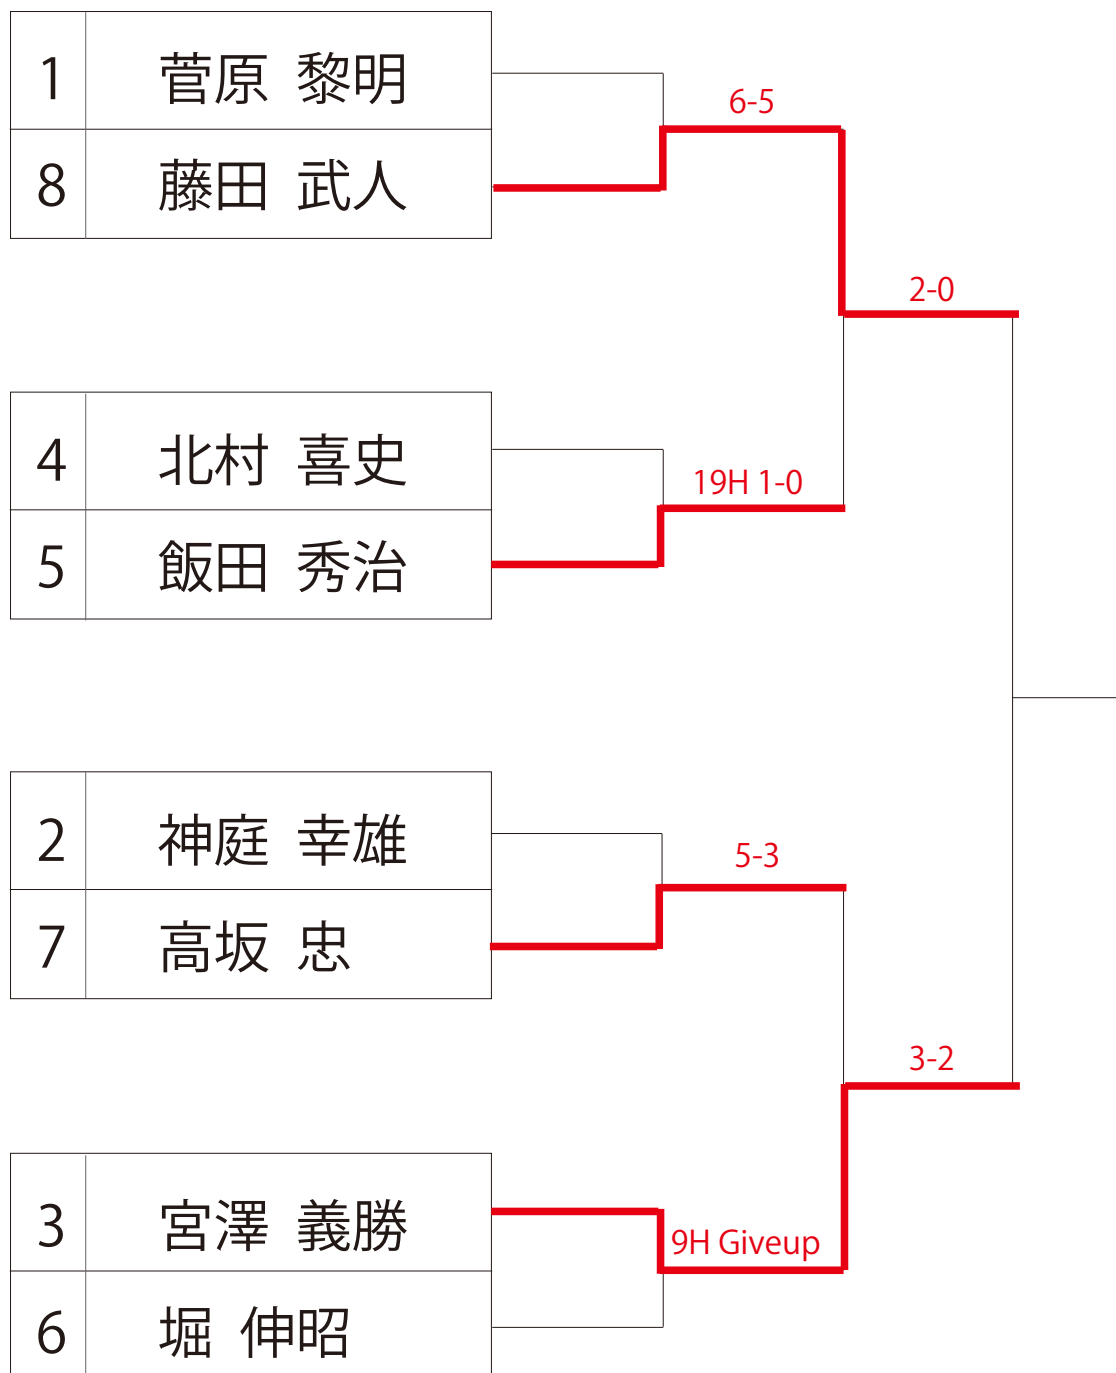 1 菅原 黎明
6-5
8 藤田 武人
2-0
4 北村 喜史
19H 1-0
5 飯田 秀治
2 神庭 幸雄
5-3
7 高坂 忠
3-2
3 宮澤 義勝
9H Giveup
6 堀 伸昭